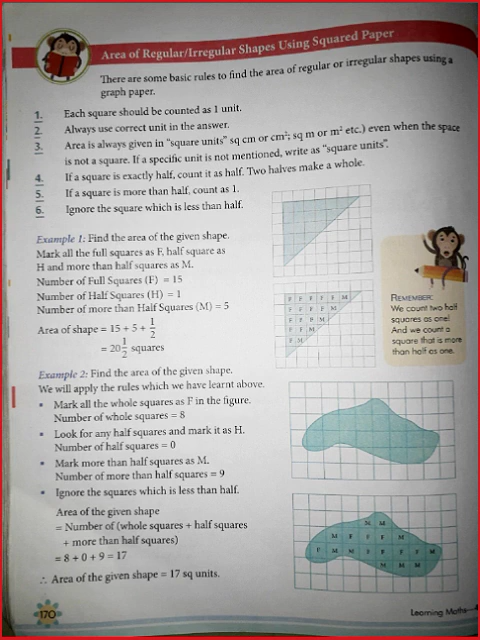 Area of Regular/Irregular Shapes Using Squared Paper
There are some basic rules to find the area of regular or irregular shapes using a
graph paper.
1. Each square should be counted as 1 unit.
2. Always use correct unit in the answer.
3. Area is always given in "square units" sq cm or cm²; sq m or m² etc.) even when the space
is not a square. If a specific unit is not mentioned, write as "square units".
4. If a square is exactly half, count it as half. Two halves make a whole.
5. If a square is more than half, count as 1.
6. Ignore the square which is less than half.
Example 1: Find the area of the given shape.
Mark all the full squares as F, half square as
H and more than half squares as M.
Number of Full Squares (F) = 15
Number of Half Squares (H) = 1
Number of more than Half Squares (M) = 5
Area of shape = 15 + 5 + 1/2
= 20 1/2 squares
F F F F F M
F F F F M
F F F M
F F M
F M
REMEMBER:
We count two half
squares as one!
And we count a
square that is more
than half as one.
Example 2: Find the area of the given shape.
We will apply the rules which we have learnt above.
• Mark all the whole squares as F in the figure.
Number of whole squares = 8
• Look for any half squares and mark it as H.
Number of half squares = 0
• Mark more than half squares as M.
Number of more than half squares = 9
• Ignore the squares which is less than half.
Area of the given shape
= Number of (whole squares + half squares
+ more than half squares)
= 8 + 0 + 9 = 17
∴ Area of the given shape = 17 sq units.
M M
M F F F M
F M M F F F F M
M M M
170
Learning Maths—4